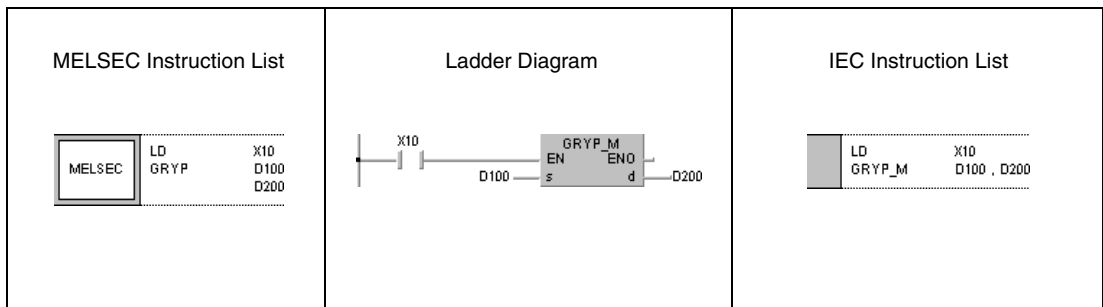 MELSEC Instruction List
Ladder Diagram
IEC Instruction List
MELSEC
LD X10
GRYP D100
D200
X10
GRYP_M
EN ENO
D100 s d D200
LD X10
GRYP_M D100 , D200